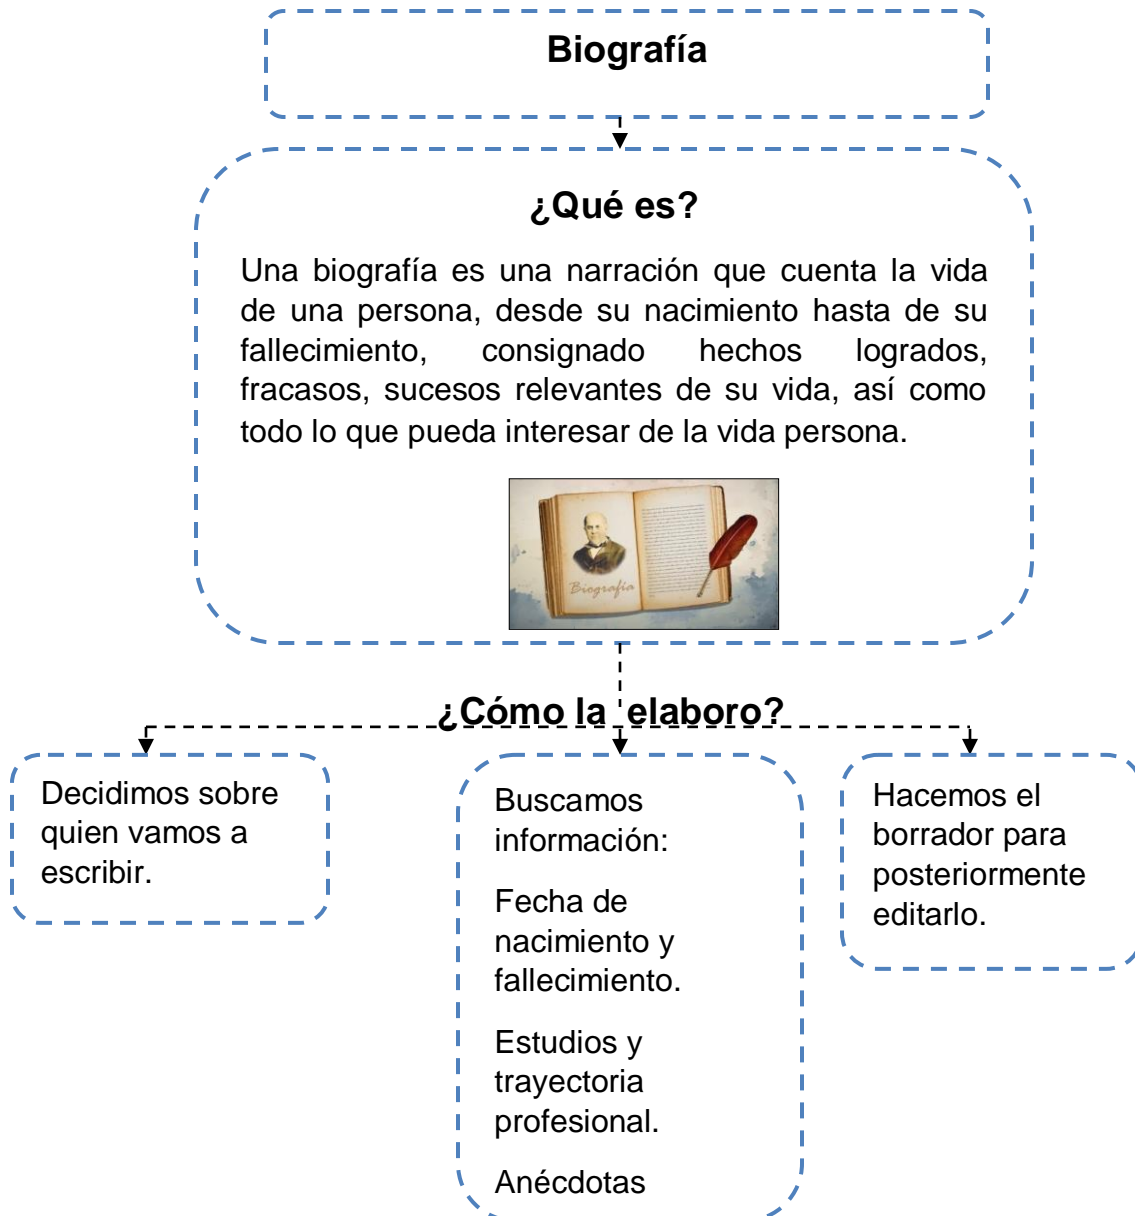 Biografía
¿Qué es?
Una biografía es una narración que cuenta la vida
de una persona, desde su nacimiento hasta de su
fallecimiento, consignado hechos logrados,
fracasos, sucesos relevantes de su vida, así como
todo lo que pueda interesar de la vida persona.
Biografía
¿Cómo la elaboro?
Decidimos sobre
quien vamos a
escribir.
Buscamos
información:
Fecha de
nacimiento y
fallecimiento.
Estudios y
trayectoria
profesional.
Anécdotas
Hacemos el
borrador para
posteriormente
editarlo.